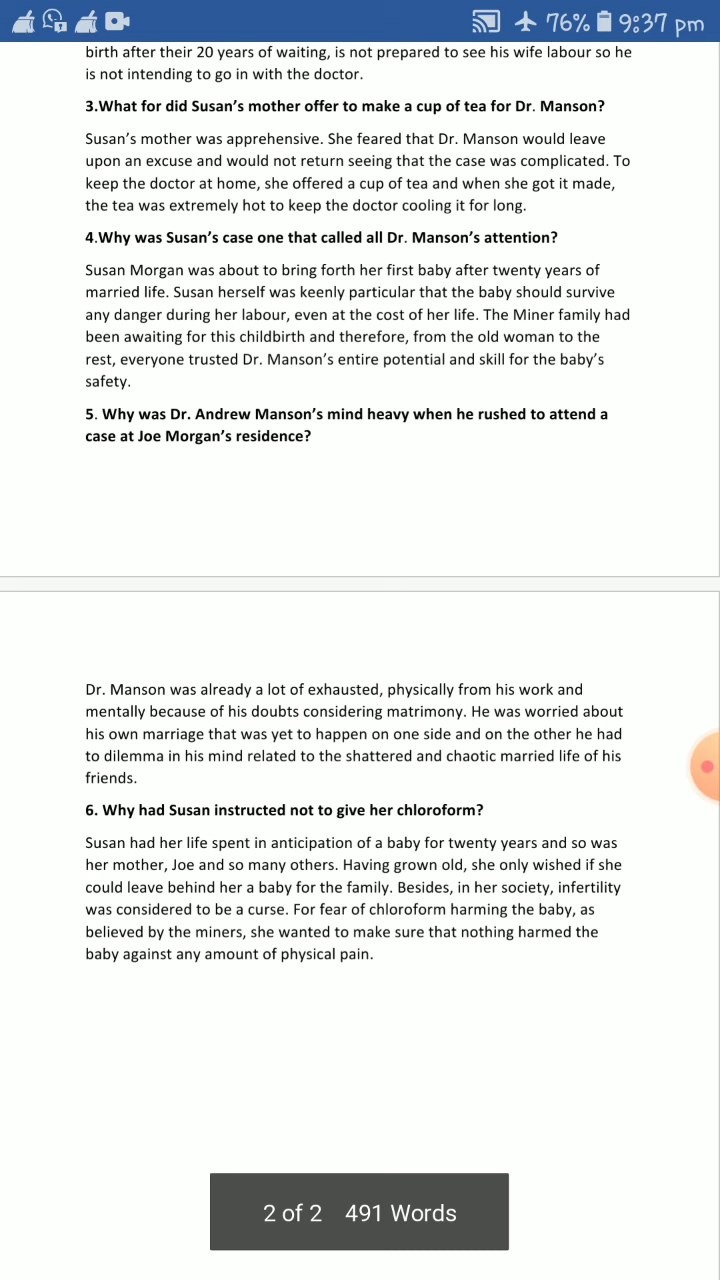 76% 9:37 pm
birth after their 20 years of waiting, is not prepared to see his wife labour so he
is not intending to go in with the doctor.
3.What for did Susan’s mother offer to make a cup of tea for Dr. Manson?
Susan’s mother was apprehensive. She feared that Dr. Manson would leave
upon an excuse and would not return seeing that the case was complicated. To
keep the doctor at home, she offered a cup of tea and when she got it made,
the tea was extremely hot to keep the doctor cooling it for long.
4.Why was Susan’s case one that called all Dr. Manson’s attention?
Susan Morgan was about to bring forth her first baby after twenty years of
married life. Susan herself was keenly particular that the baby should survive
any danger during her labour, even at the cost of her life. The Miner family had
been awaiting for this childbirth and therefore, from the old woman to the
rest, everyone trusted Dr. Manson’s entire potential and skill for the baby’s
safety.
5. Why was Dr. Andrew Manson’s mind heavy when he rushed to attend a
case at Joe Morgan’s residence?
Dr. Manson was already a lot of exhausted, physically from his work and
mentally because of his doubts considering matrimony. He was worried about
his own marriage that was yet to happen on one side and on the other he had
to dilemma in his mind related to the shattered and chaotic married life of his
friends.
6. Why had Susan instructed not to give her chloroform?
Susan had her life spent in anticipation of a baby for twenty years and so was
her mother, Joe and so many others. Having grown old, she only wished if she
could leave behind her a baby for the family. Besides, in her society, infertility
was considered to be a curse. For fear of chloroform harming the baby, as
believed by the miners, she wanted to make sure that nothing harmed the
baby against any amount of physical pain.
2 of 2 491 Words